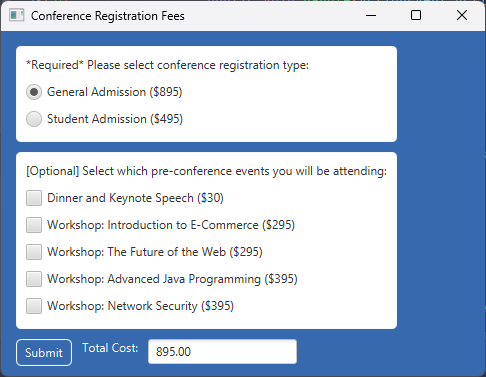 Conference Registration Fees
*Required* Please select conference registration type:
General Admission ($895)
Student Admission ($495)
[Optional] Select which pre-conference events you will be attending:
Dinner and Keynote Speech ($30)
Workshop: Introduction to E-Commerce ($295)
Workshop: The Future of the Web ($295)
Workshop: Advanced Java Programming ($395)
Workshop: Network Security ($395)
Submit Total Cost: 895.00